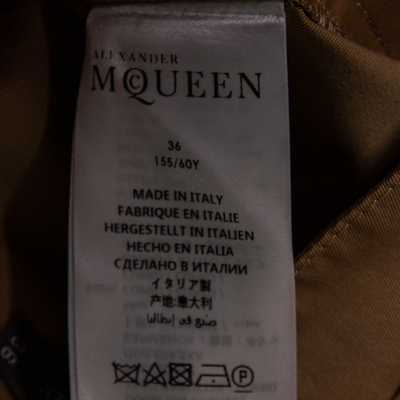 ALEXANDER
McQUEEN
36
155/60Y
MADE IN ITALY
FABRIQUE EN ITALIE
HERGESTELLT IN ITALIEN
HECHO EN ITALIA
СДЕЛАНО В ИТАЛИИ
イタリア製
产地:意大利
صنع في إيطاليا
P